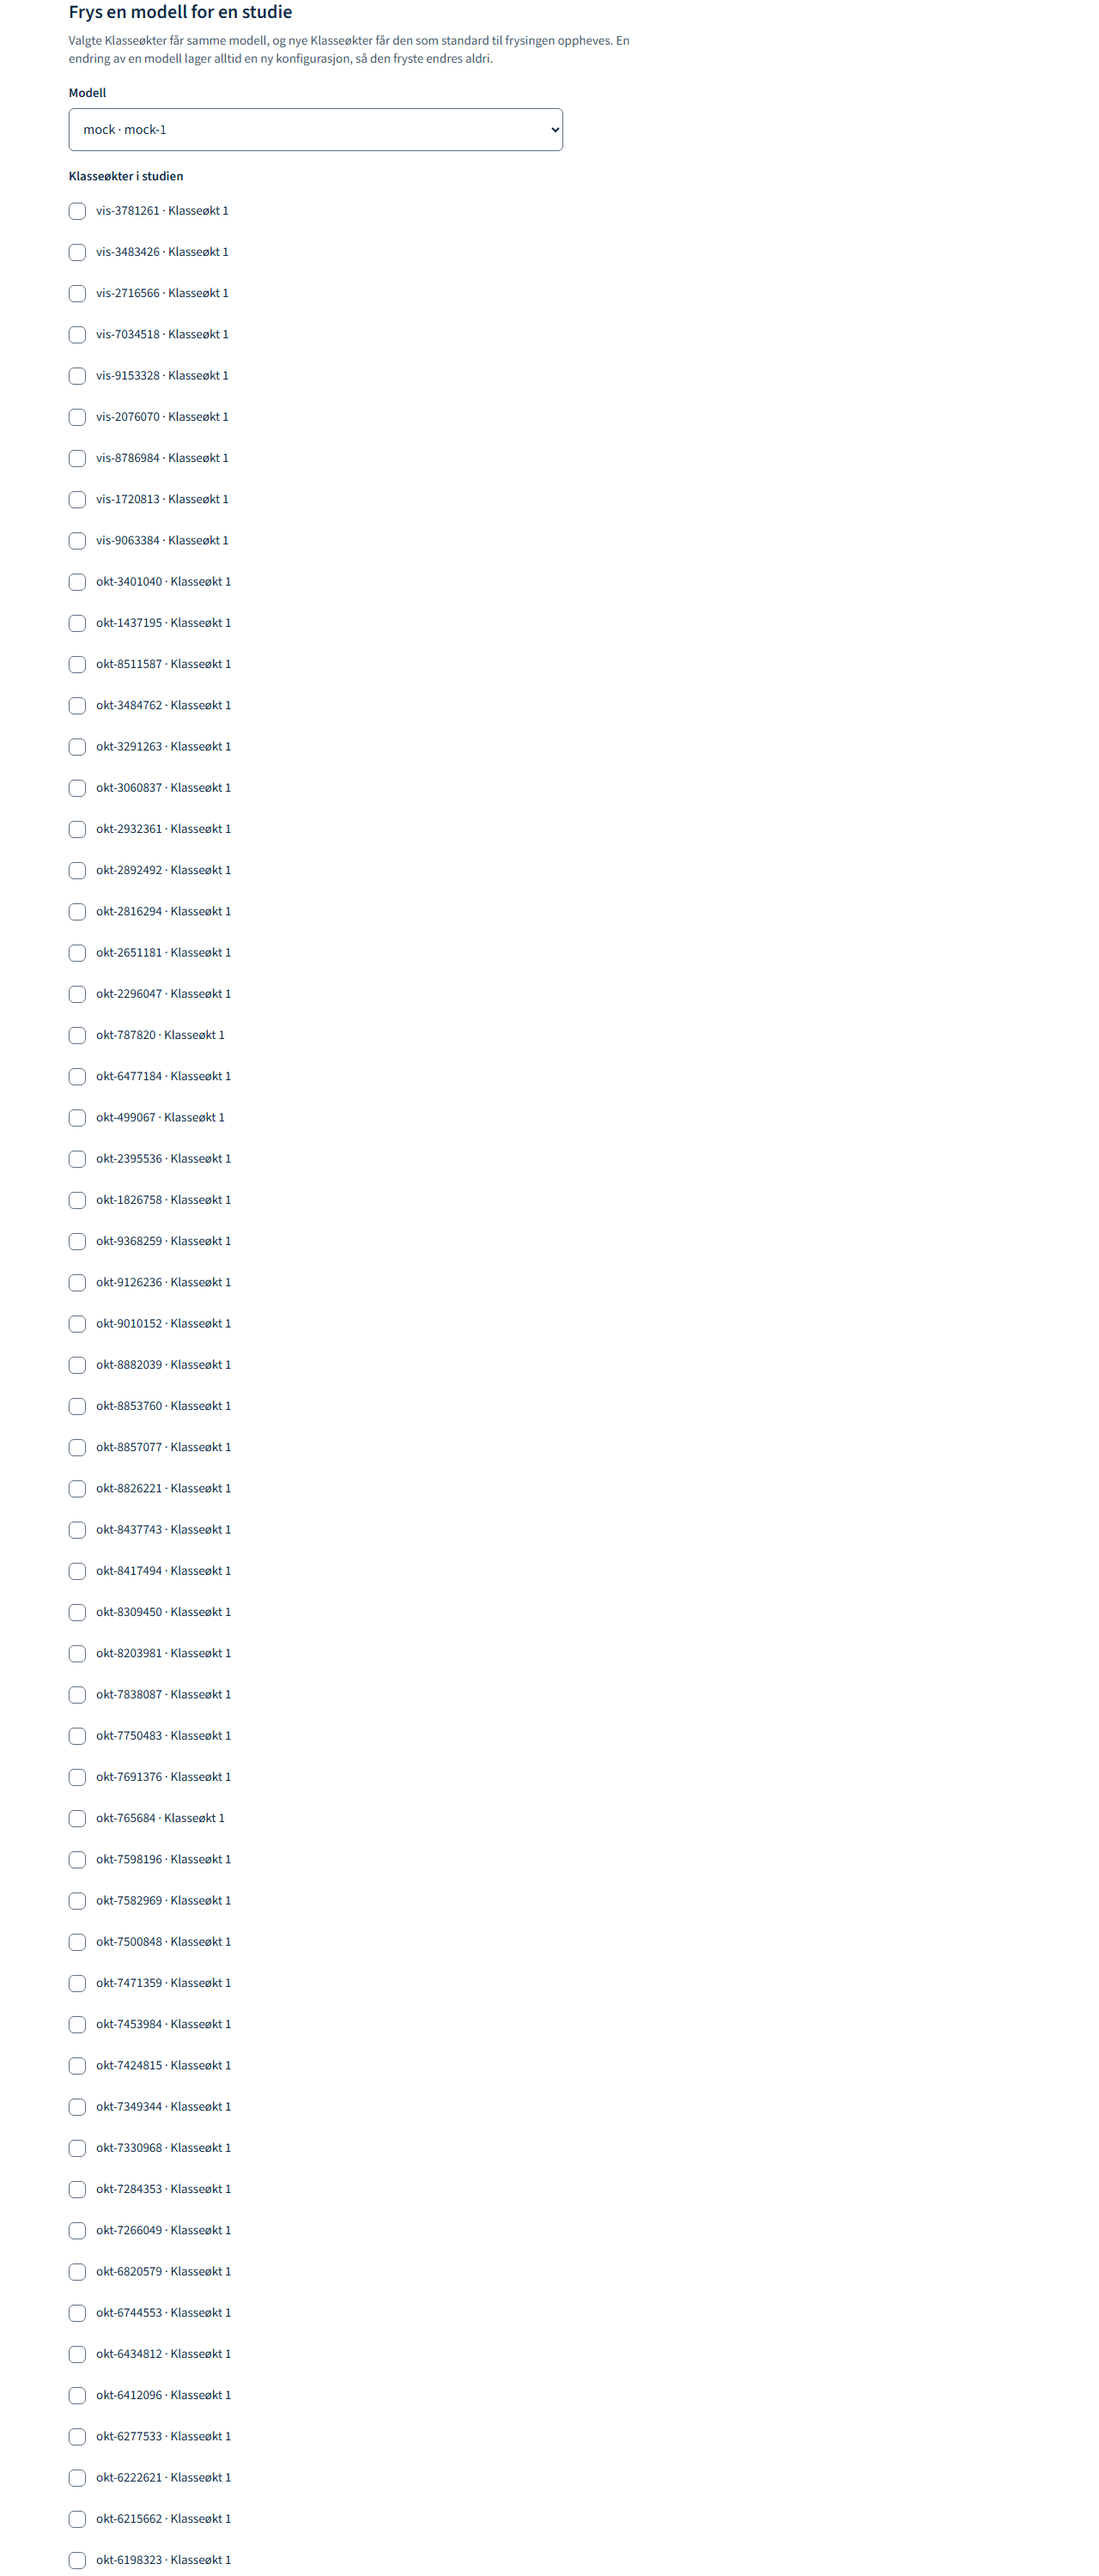 Frys en modell for en studie
Valgte Klasseøkter får samme modell, og nye Klasseøkter får den som standard til frysingen oppheves. En
endring av en modell lager alltid en ny konfigurasjon, så den fryste endres aldri.
Modell
mock · mock-1
Klasseøkter i studien
vis-3781261 · Klasseøkt 1
vis-3483426 · Klasseøkt 1
vis-2716566 · Klasseøkt 1
vis-7034518 · Klasseøkt 1
vis-9153328 · Klasseøkt 1
vis-2076070 · Klasseøkt 1
vis-8786984 · Klasseøkt 1
vis-1720813 · Klasseøkt 1
vis-9063384 · Klasseøkt 1
okt-3401040 · Klasseøkt 1
okt-1437195 · Klasseøkt 1
okt-8511587 · Klasseøkt 1
okt-3484762 · Klasseøkt 1
okt-3291263 · Klasseøkt 1
okt-3060837 · Klasseøkt 1
okt-2932361 · Klasseøkt 1
okt-2892492 · Klasseøkt 1
okt-2816294 · Klasseøkt 1
okt-2651181 · Klasseøkt 1
okt-2296047 · Klasseøkt 1
okt-787820 · Klasseøkt 1
okt-6477184 · Klasseøkt 1
okt-499067 · Klasseøkt 1
okt-2395536 · Klasseøkt 1
okt-1826758 · Klasseøkt 1
okt-9368259 · Klasseøkt 1
okt-9126236 · Klasseøkt 1
okt-9010152 · Klasseøkt 1
okt-8882039 · Klasseøkt 1
okt-8853760 · Klasseøkt 1
okt-8857077 · Klasseøkt 1
okt-8826221 · Klasseøkt 1
okt-8437743 · Klasseøkt 1
okt-8417494 · Klasseøkt 1
okt-8309450 · Klasseøkt 1
okt-8203981 · Klasseøkt 1
okt-7838087 · Klasseøkt 1
okt-7750483 · Klasseøkt 1
okt-7691376 · Klasseøkt 1
okt-765684 · Klasseøkt 1
okt-7598196 · Klasseøkt 1
okt-7582969 · Klasseøkt 1
okt-7500848 · Klasseøkt 1
okt-7471359 · Klasseøkt 1
okt-7453984 · Klasseøkt 1
okt-7424815 · Klasseøkt 1
okt-7349344 · Klasseøkt 1
okt-7330968 · Klasseøkt 1
okt-7284353 · Klasseøkt 1
okt-7266049 · Klasseøkt 1
okt-6820579 · Klasseøkt 1
okt-6744553 · Klasseøkt 1
okt-6434812 · Klasseøkt 1
okt-6412096 · Klasseøkt 1
okt-6277533 · Klasseøkt 1
okt-6222621 · Klasseøkt 1
okt-6215662 · Klasseøkt 1
okt-6198323 · Klasseøkt 1